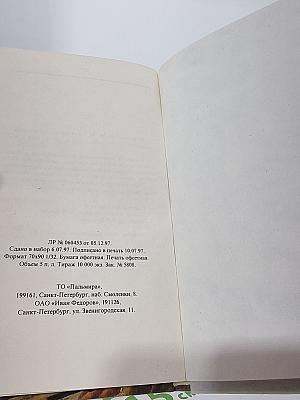 ЛР № 060453 от 05.12.97.
Сдано в набор 6.07.97. Подписано в печать 10.07.97.
Формат 70х90 1/32. Бумага офсетная. Печать офсетная.
Объем 5 п. л. Тираж 10 000 экз. Зак. № 5808.
ТО «Пальмира»,
199161, Санкт-Петербург, наб. Смоленки, 8.
ОАО «Иван Федоров», 191126,
Санкт-Петербург, ул. Звенигородская, 11.